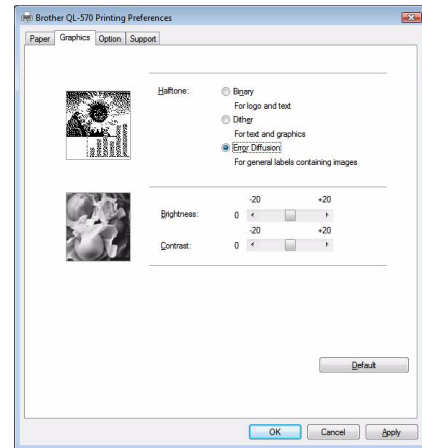 Brother QL-570 Printing Preferences
Paper Graphics Option Support
Halftone: Binary
For logo and text
Dither
For text and graphics
Error Diffusion
For general labels containing images
-20 +20
Brightness: 0
-20 +20
Contrast: 0
Default
OK Cancel Apply